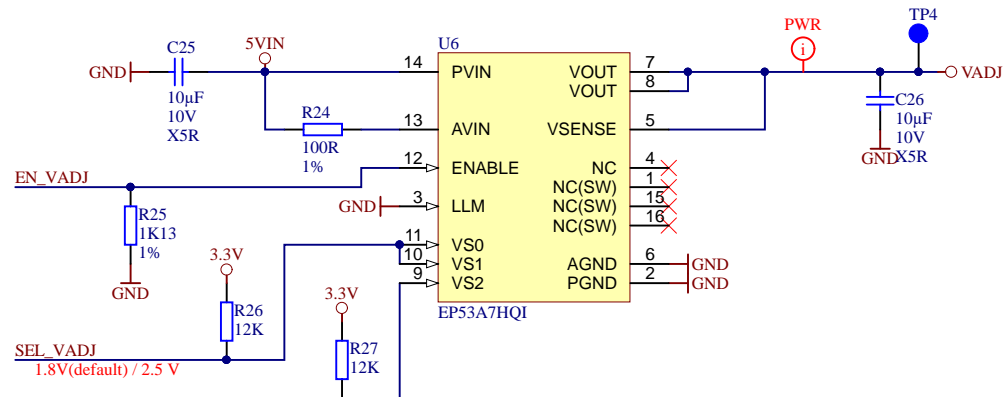 TP4
PWR
i
C25
5VIN
U6
GND
14
PVIN
VOUT
7
VADJ
VOUT
8
10µF
10V
X5R
C26
10µF
10V
X5R
GND
R24
100R
1%
13
AVIN
VSENSE
5
12
ENABLE
NC
4
EN_VADJ
NC(SW)
1
R25
1K13
1%
GND
GND
3
LLM
NC(SW)
15
NC(SW)
16
11
VS0
10
VS1
AGND
6
GND
9
VS2
PGND
2
GND
3.3V
R26
12K
3.3V
EP53A7HQI
R27
12K
SEL_VADJ
1.8V(default) / 2.5 V